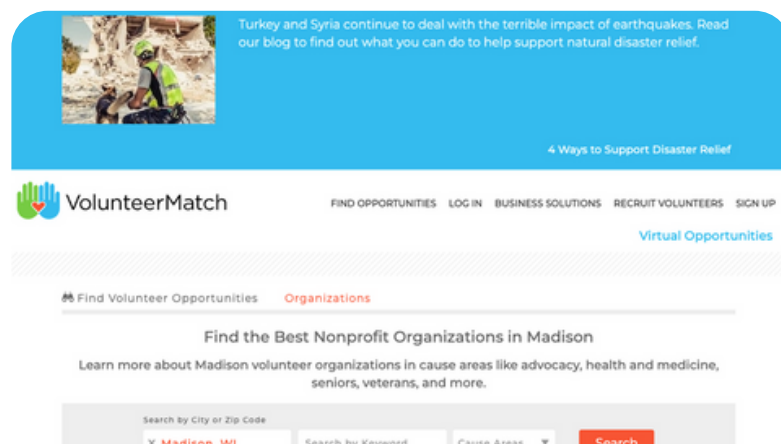 Turkey and Syria continue to deal with the terrible impact of earthquakes. Read
our blog to find out what you can do to help support natural disaster relief.
4 Ways to Support Disaster Relief
VolunteerMatch
FIND OPPORTUNITIES LOG IN BUSINESS SOLUTIONS RECRUIT VOLUNTEERS SIGN UP
Virtual Opportunities
Find Volunteer Opportunities Organizations
Find the Best Nonprofit Organizations in Madison
Learn more about Madison volunteer organizations in cause areas like advocacy, health and medicine,
seniors, veterans, and more.
Search by City or Zip Code
X Madison, WI Search by Keyword Cause Areas ▼ Search